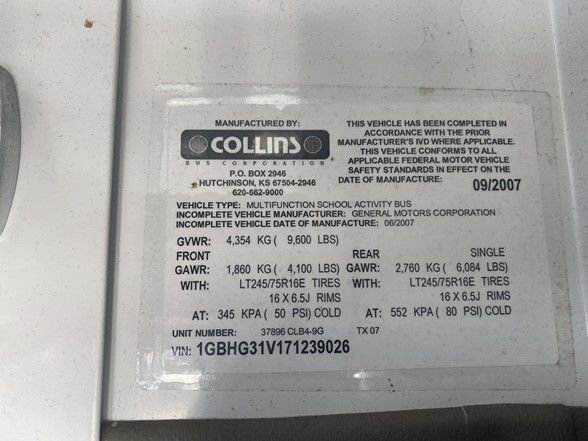 MANUFACTURED BY:
COLLINS
BUS CORPORATION
®
P.O. BOX 2946
HUTCHINSON, KS 67504-2946
620-662-9000
THIS VEHICLE HAS BEEN COMPLETED IN
ACCORDANCE WITH THE PRIOR
MANUFACTURER'S IVD WHERE APPLICABLE.
THIS VEHICLE CONFORMS TO ALL
APPLICABLE FEDERAL MOTOR VEHICLE
SAFETY STANDARDS IN EFFECT ON THE
DATE OF MANUFACTURE: 09/2007
VEHICLE TYPE: MULTIFUNCTION SCHOOL ACTIVITY BUS
INCOMPLETE VEHICLE MANUFACTURER: GENERAL MOTORS CORPORATION
INCOMPLETE VEHICLE DATE OF MANUFACTURE: 06/2007
GVWR: 4,354 KG ( 9,600 LBS)
FRONT REAR SINGLE
GAWR: 1,860 KG ( 4,100 LBS) GAWR: 2,760 KG ( 6,084 LBS)
WITH: LT245/75R16E TIRES WITH: LT245/75R16E TIRES
16 X 6.5J RIMS 16 X 6.5J RIMS
AT: 345 KPA ( 50 PSI) COLD AT: 552 KPA ( 80 PSI) COLD
UNIT NUMBER: 37896 CLB4-9G TX 07
VIN: 1GBHG31V171239026